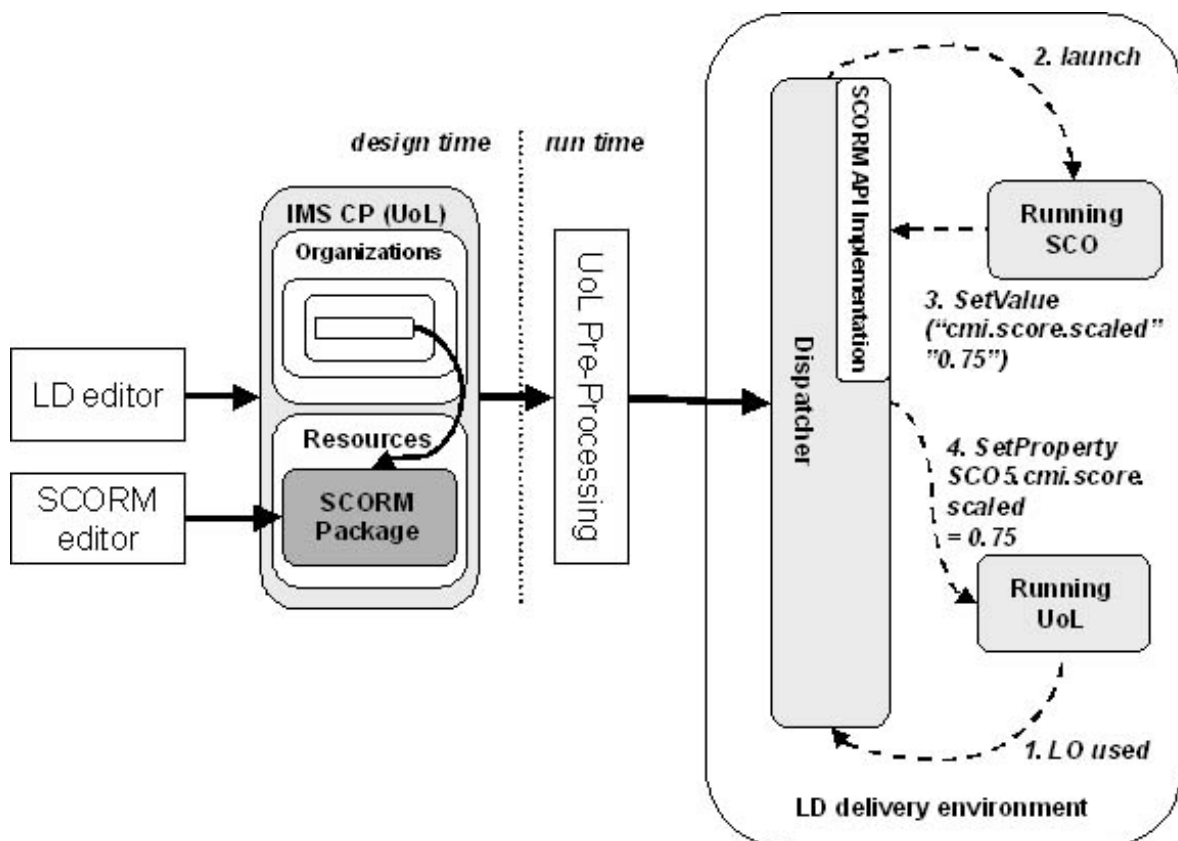 design time
run time
IMS CP (UoL)
Organizations
Resources
SCORM
Package
LD editor
SCORM
editor
UoL Pre-Processing
Dispatcher
SCORM API Implementation
2. launch
Running
SCO
3. SetValue
(“cmi.score.scaled”
”0.75”)
4. SetProperty
SCO5.cmi.score.
scaled
= 0.75
Running
UoL
1. LO used
LD delivery environment